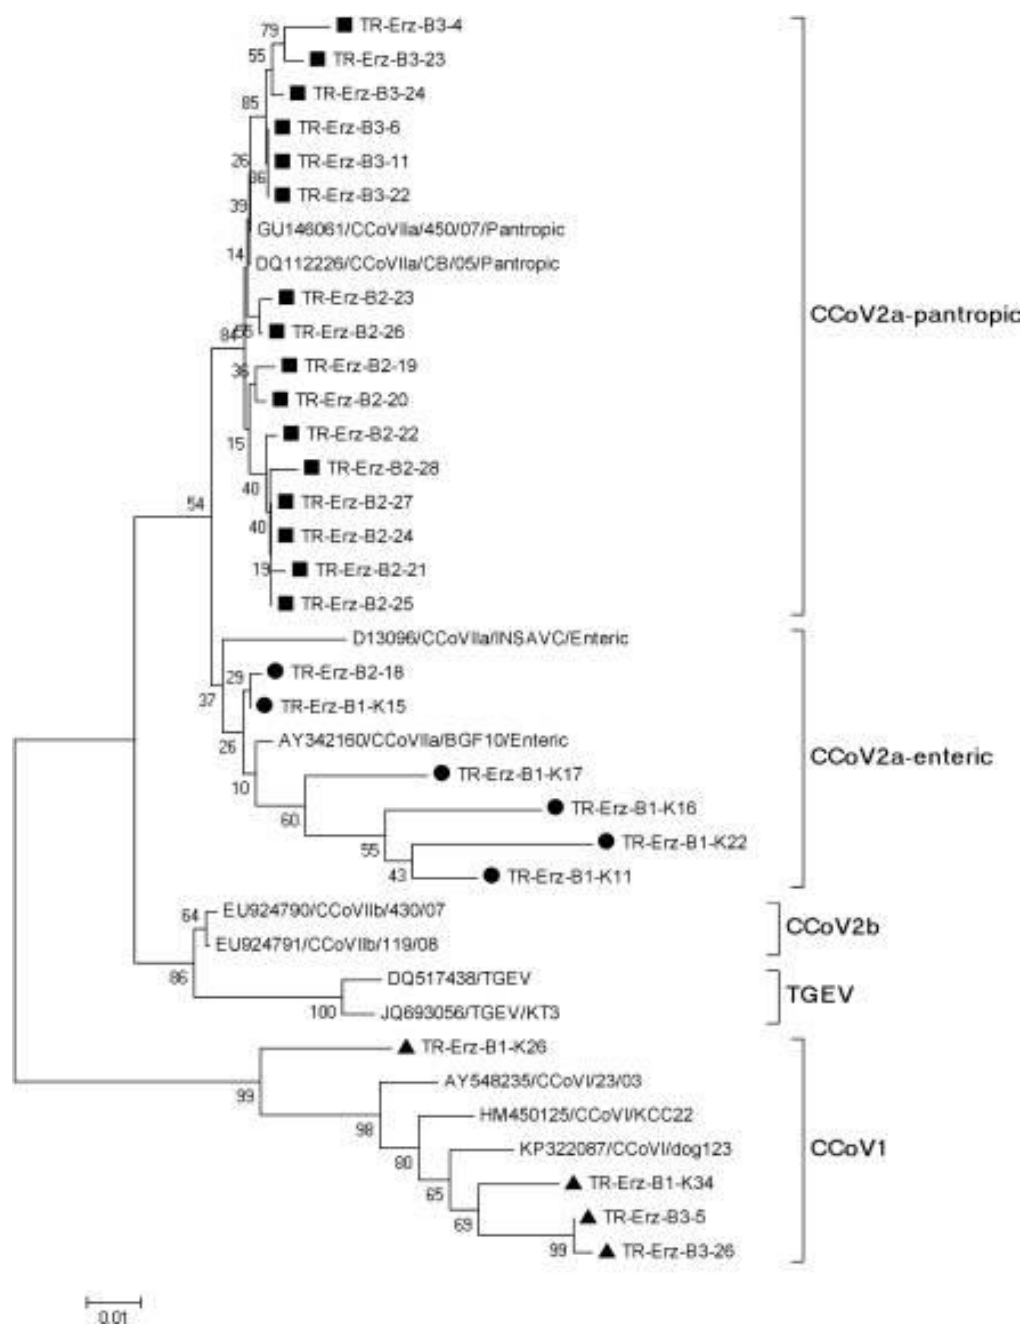 79
TR-Erz-B3-4
55
TR-Erz-B3-23
TR-Erz-B3-24
85
TR-Erz-B3-6
26
TR-Erz-B3-11
TR-Erz-B3-22
39
GU146061/CCoVIIa/450/07/Pantropic
14
DQ112226/CCoVIIa/CB/05/Pantropic
TR-Erz-B2-23
CCoV2a-pantropic
84
TR-Erz-B2-26
36
TR-Erz-B2-19
TR-Erz-B2-20
15
TR-Erz-B2-22
TR-Erz-B2-28
40
54
TR-Erz-B2-27
40
TR-Erz-B2-24
19
TR-Erz-B2-21
TR-Erz-B2-25
D13096/CCoVIIa/INSAVC/Enteric
29
TR-Erz-B2-18
37
TR-Erz-B1-K15
26
AY342160/CCoVIIa/BGF10/Enteric
CCoV2a-enteric
10
TR-Erz-B1-K17
60
TR-Erz-B1-K16
55
TR-Erz-B1-K22
43
TR-Erz-B1-K11
64
EU924790/CCoVIIb/430/07
CCoV2b
EU924791/CCoVIIb/119/08
86
DQ517438/TGEV
TGEV
100
JQ693056/TGEV/KT3
TR-Erz-B1-K26
99
AY548235/CCoVI/23/03
98
HM450125/CCoVI/KCC22
80
KP322087/CCoVI/dog123
CCoV1
65
TR-Erz-B1-K34
69
TR-Erz-B3-5
99
TR-Erz-B3-26
0.01